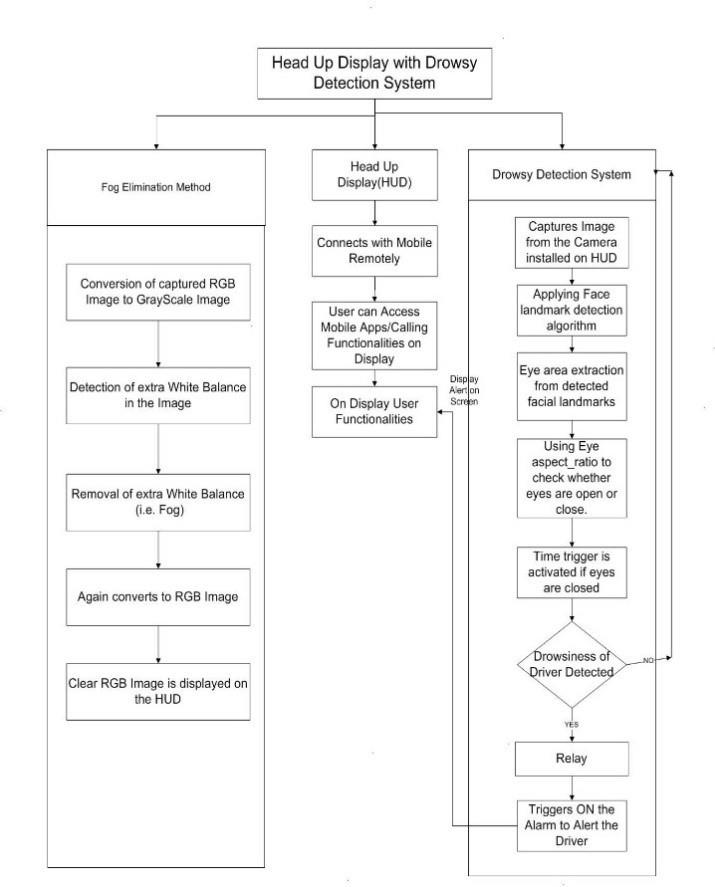 Head Up Display with Drowsy
Detection System
Fog Elimination Method
Conversion of captured RGB
Image to GrayScale Image
Detection of extra White Balance
in the Image
Removal of extra White Balance
(i.e. Fog)
Again converts to RGB Image
Clear RGB Image is displayed on
the HUD
Head Up
Display(HUD)
Connects with Mobile
Remotely
User can Access
Mobile Apps/Calling
Functionalities on
Display
On Display User
Functionalities
Display
Alert on
Screen
Drowsy Detection System
Captures Image
from the Camera
installed on HUD
Applying Face
landmark detection
algorithm
Eye area extraction
from detected
facial landmarks
Using Eye
aspect_ratio to
check whether
eyes are open or
close.
Time trigger is
activated if eyes
are closed
Drowsiness of
Driver Detected
NO
YES
Relay
Triggers ON the
Alarm to Alert the
Driver